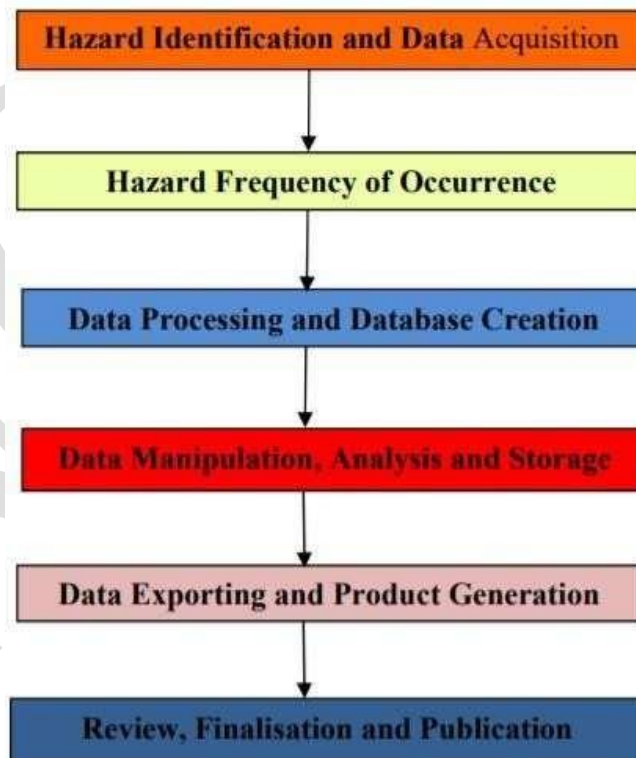 Hazard Identification and Data Acquisition
Hazard Frequency of Occurrence
Data Processing and Database Creation
Data Manipulation, Analysis and Storage
Data Exporting and Product Generation
Review, Finalisation and Publication